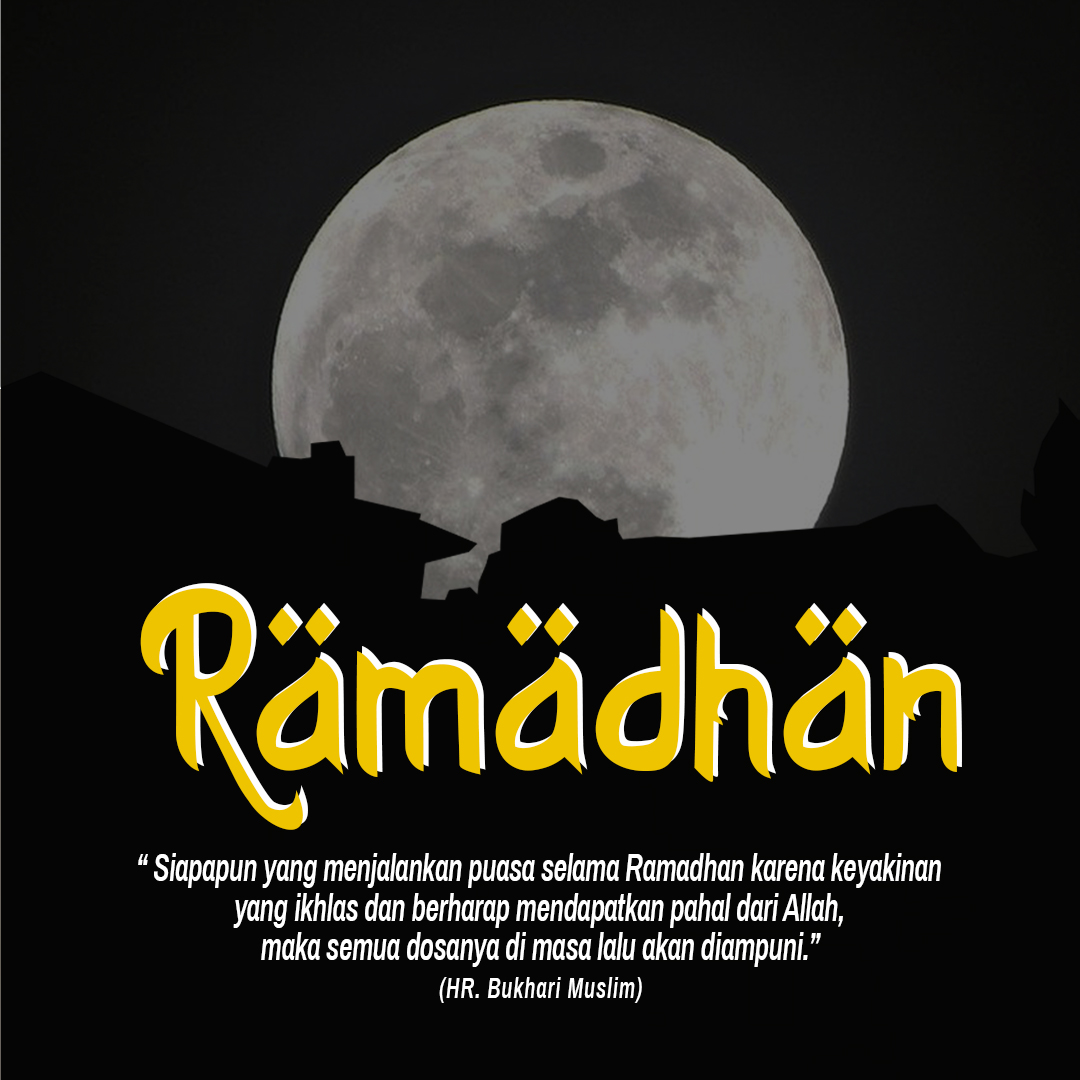 Ramadhan
“ Siapapun yang menjalankan puasa selama Ramadhan karena keyakinan
yang ikhlas dan berharap mendapatkan pahal dari Allah,
maka semua dosanya di masa lalu akan diampuni.”
(HR. Bukhari Muslim)